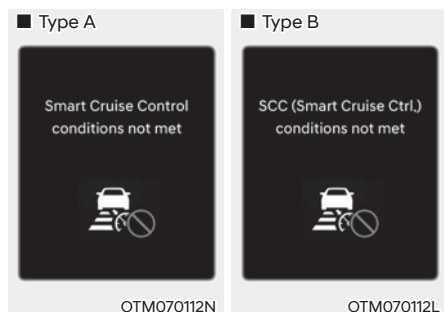 ■ Type A
Smart Cruise Control
conditions not met
OTM070112N
■ Type B
SCC (Smart Cruise Ctrl.)
conditions not met
OTM070112L